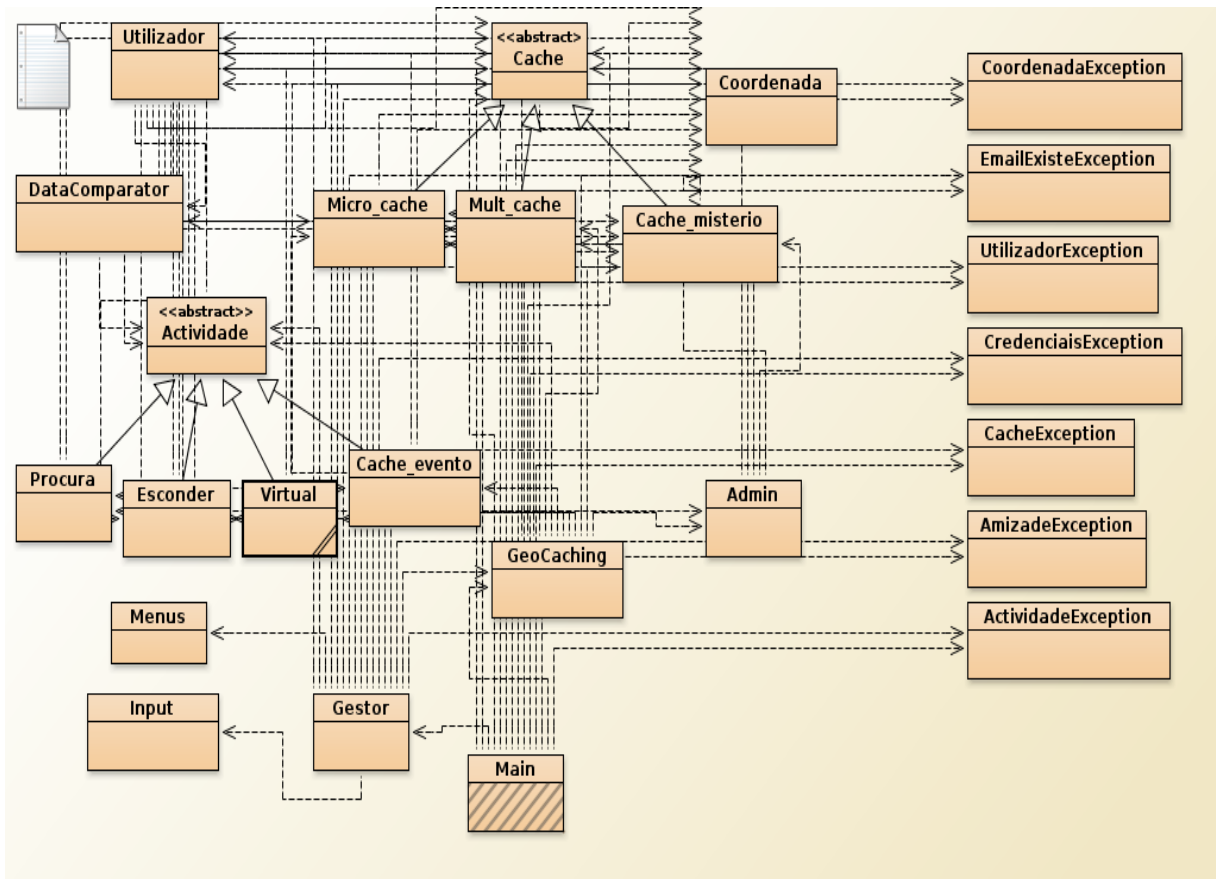 Utilizador
<<abstract>
Cache
CoordenadaException
Coordenada
EmailExisteException
DataComparator
Micro_cache
Mult_cache
Cache_misterio
UtilizadorException
<<abstract>>
Actividade
CredenciaisException
CacheException
Procura
Esconder
Virtual
Cache_evento
Admin
AmizadeException
GeoCaching
Menus
ActividadeException
Input
Gestor
Main